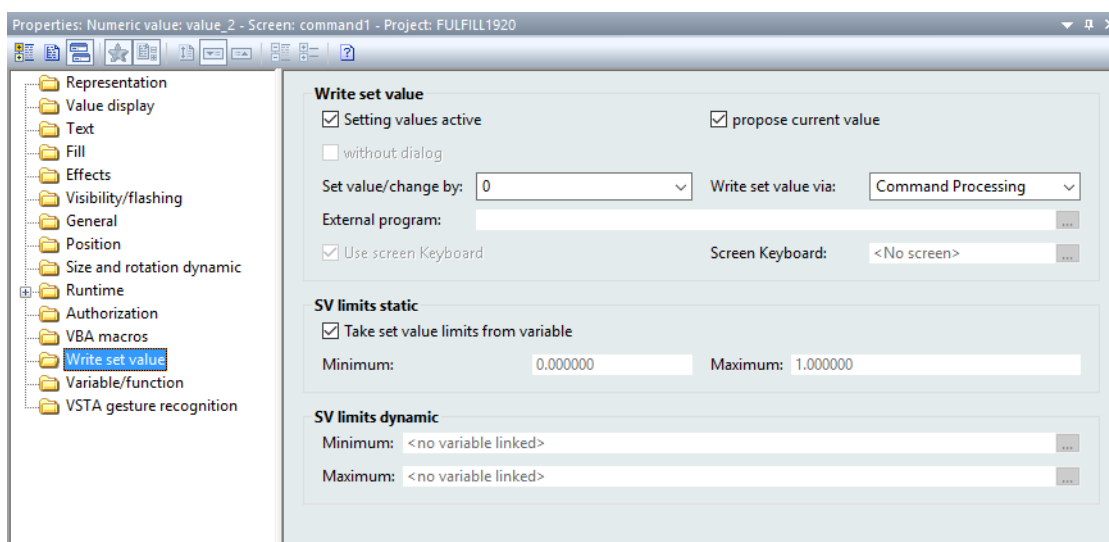 Properties: Numeric value: value_2 - Screen: command1 - Project: FULFILL1920
Representation
Value display
Text
Fill
Effects
Visibility/flashing
General
Position
Size and rotation dynamic
Runtime
Authorization
VBA macros
Write set value
Variable/function
VSTA gesture recognition
Write set value
Setting values active propose current value
without dialog
Set value/change by: 0 Write set value via: Command Processing
External program: ...
Use screen Keyboard Screen Keyboard: <No screen> ...
SV limits static
Take set value limits from variable
Minimum: 0.000000 Maximum: 1.000000
SV limits dynamic
Minimum: <no variable linked> ...
Maximum: <no variable linked> ...